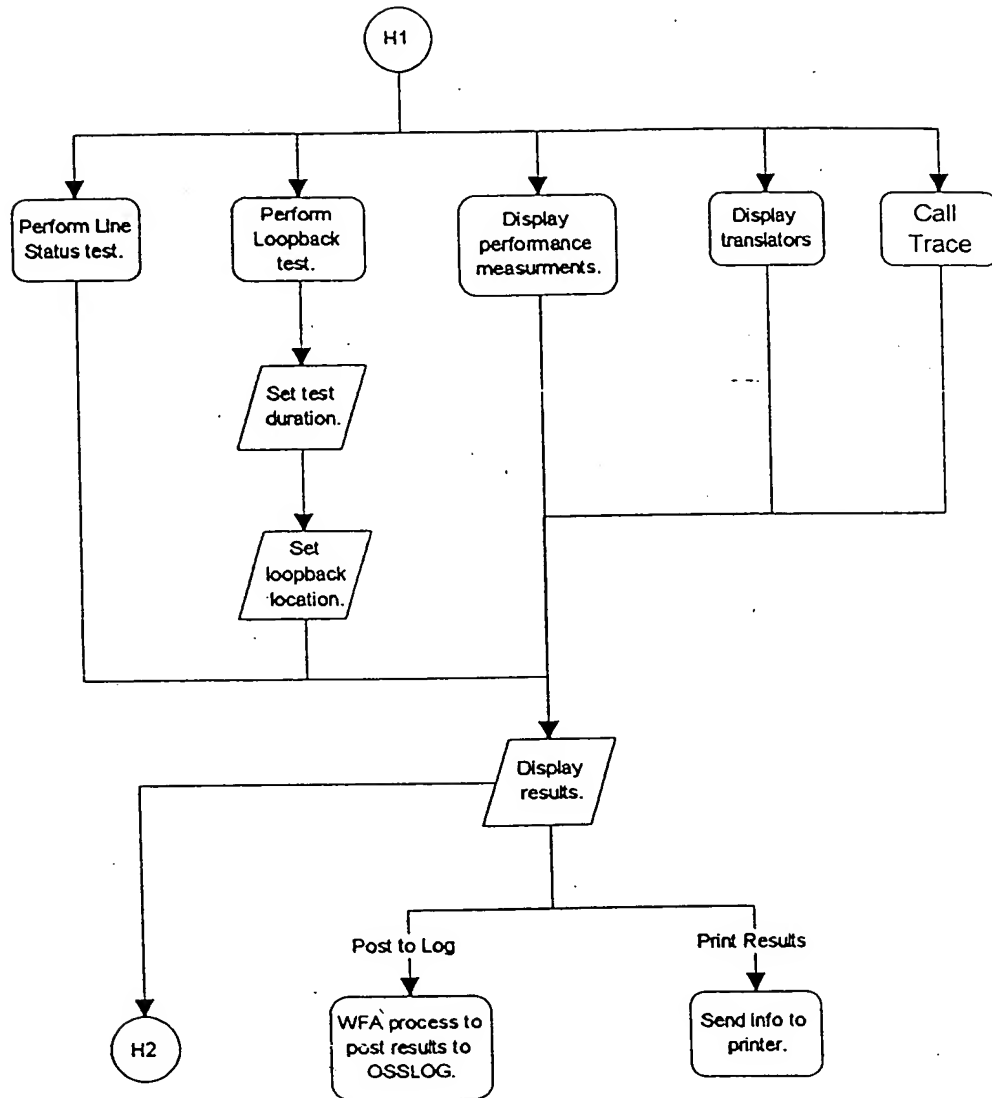 H1
Perform Line
Status test.
Perform
Loopback
test.
Display
performance
measurments.
Display
translators
Call
Trace
Set test
duration.
Set
loopback
location.
Display
results.
Post to Log
Print Results
H2
WFA process to
post results to
OSSLOG.
Send info to
printer.